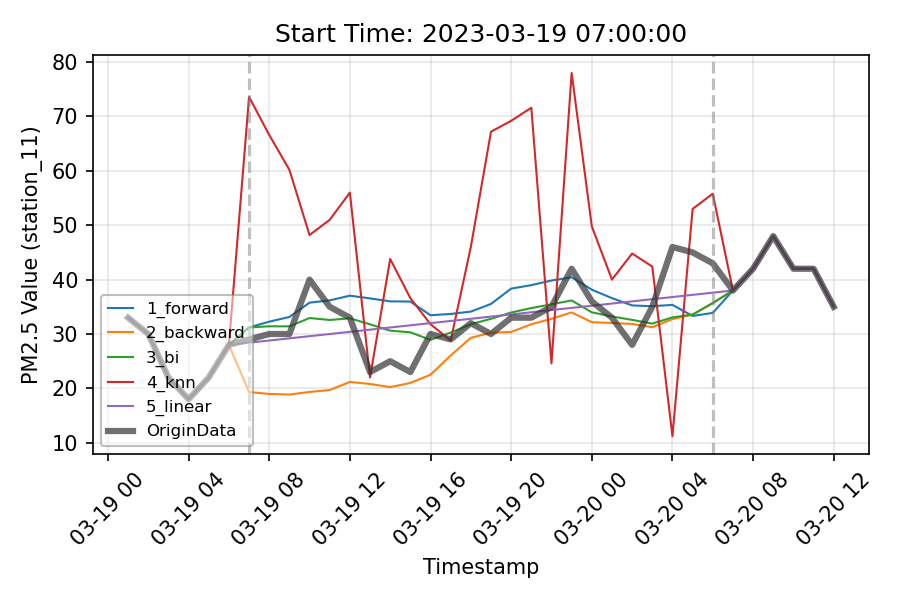 Start Time: 2023-03-19 07:00:00
PM2.5 Value (station_11)
80
70
60
50
40
30
20
10
1_forward
2_backward
3_bi
4_knn
5_linear
OriginData
03-19 00
03-19 04
03-19 08
03-19 12
03-19 16
03-19 20
03-20 00
03-20 04
03-20 08
03-20 12
Timestamp